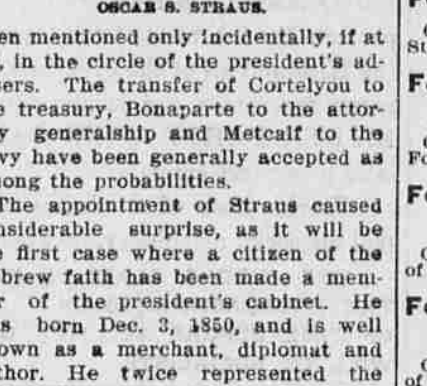 OSCAR S. STRAUS.
en mentioned only incidentally, if at
, in the circle of the president's ad-
sers. The transfer of Cortelyou to
e treasury, Bonaparte to the attor-
y generalship and Metcalf to the
vy have been generally accepted as
ong the probabilities.
The appointment of Straus caused
nsiderable surprise, as it will be
e first case where a citizen of the
brew faith has been made a mem-
r of the president's cabinet. He
s born Dec. 3, 1850, and is well
own as a merchant, diplomat and
thor. He twice represented the
St
F
Fo
F
of
F
of